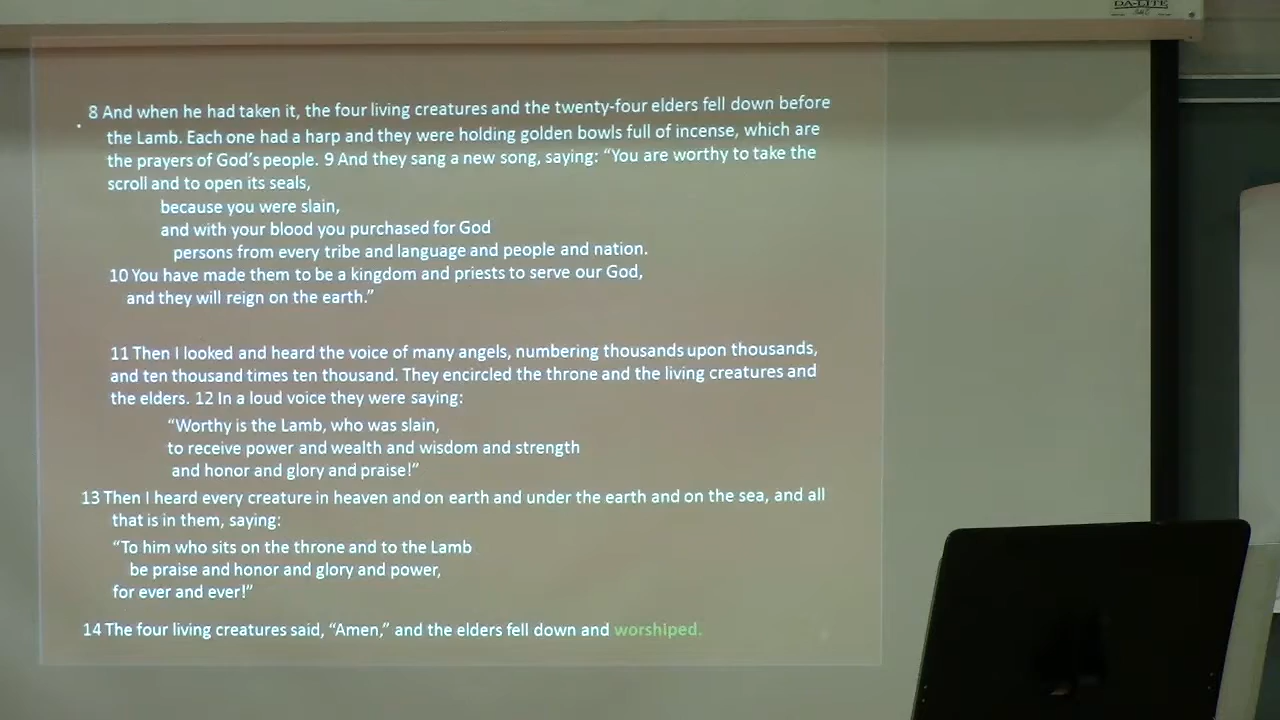 DA-LITE
8 And when he had taken it, the four living creatures and the twenty-four elders fell down before
the Lamb. Each one had a harp and they were holding golden bowls full of incense, which are
the prayers of God’s people. 9 And they sang a new song, saying: “You are worthy to take the
scroll and to open its seals,
because you were slain,
and with your blood you purchased for God
persons from every tribe and language and people and nation.
10 You have made them to be a kingdom and priests to serve our God,
and they will reign on the earth.”
11 Then I looked and heard the voice of many angels, numbering thousands upon thousands,
and ten thousand times ten thousand. They encircled the throne and the living creatures and
the elders. 12 In a loud voice they were saying:
“Worthy is the Lamb, who was slain,
to receive power and wealth and wisdom and strength
and honor and glory and praise!”
13 Then I heard every creature in heaven and on earth and under the earth and on the sea, and all
that is in them, saying:
“To him who sits on the throne and to the Lamb
be praise and honor and glory and power,
for ever and ever!”
14 The four living creatures said, “Amen,” and the elders fell down and worshiped.